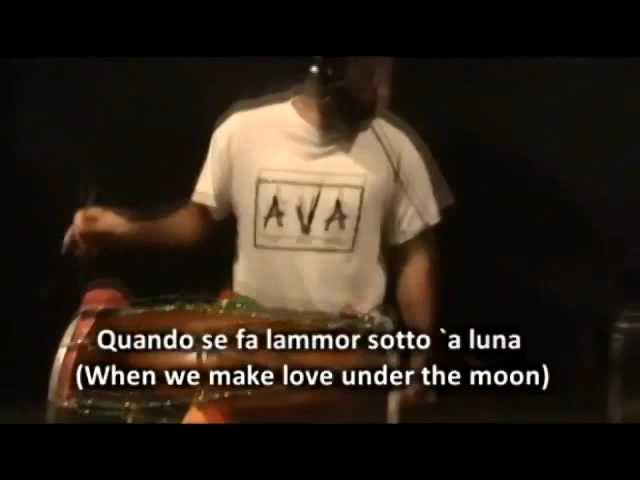 AVA
Quando se fa lammor sotto `a luna
(When we make love under the moon)